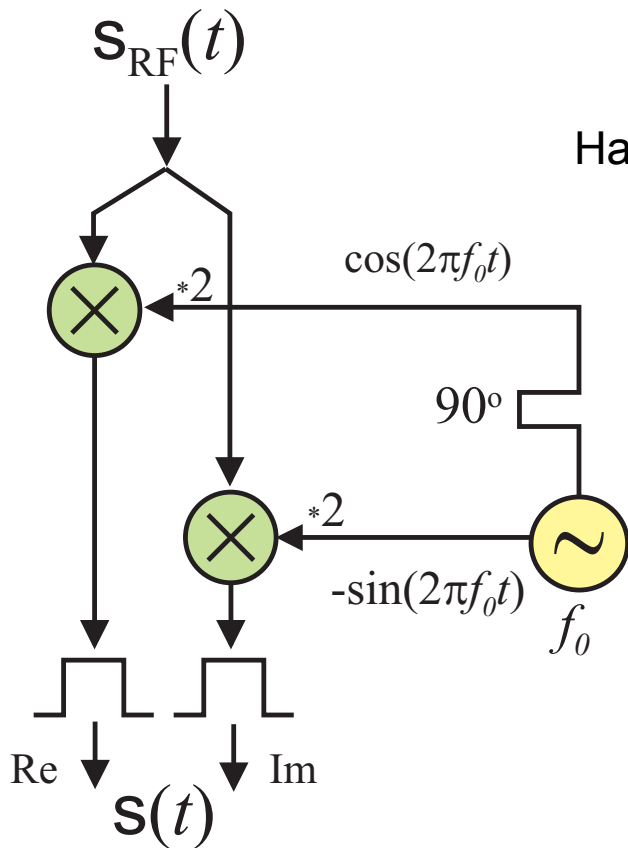 s_RF(t)
Ha
cos(2πf₀t)
*2
90°
*2
-sin(2πf₀t)
~
f₀
Re
Im
s(t)